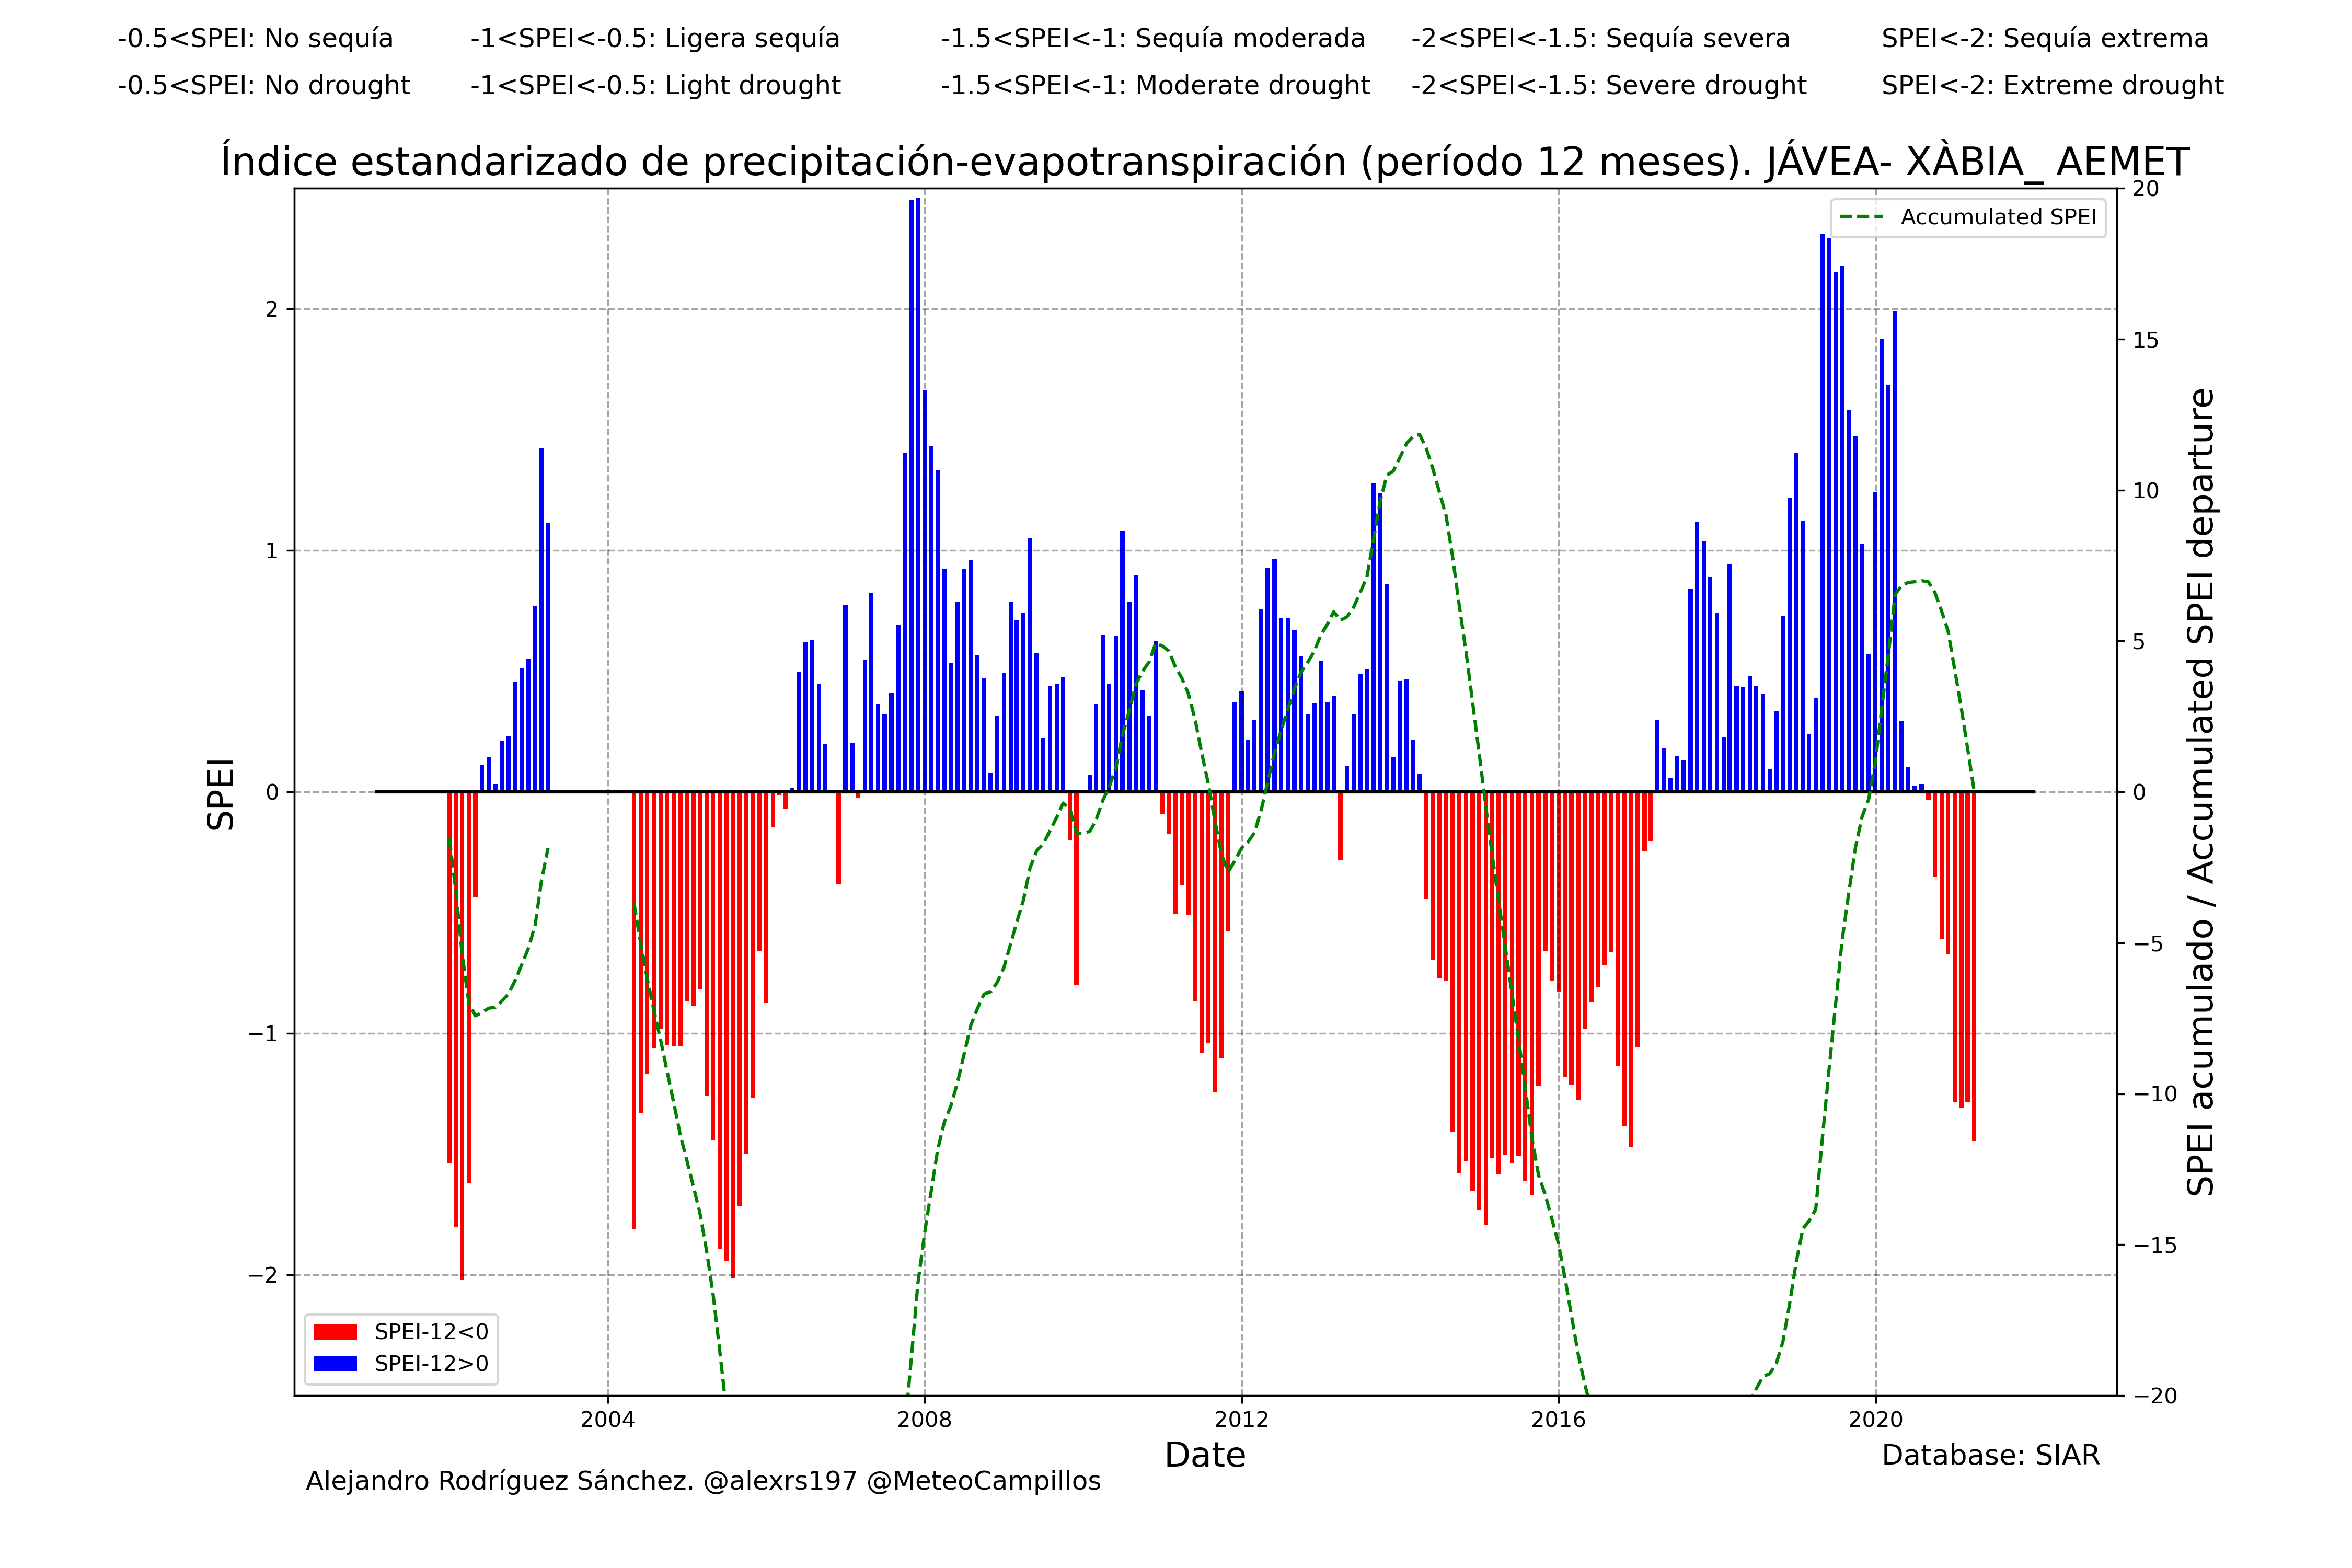 -0.5<SPEI: No sequía -1<SPEI<-0.5: Ligera sequía -1.5<SPEI<-1: Sequía moderada -2<SPEI<-1.5: Sequía severa SPEI<-2: Sequía extrema
-0.5<SPEI: No drought -1<SPEI<-0.5: Light drought -1.5<SPEI<-1: Moderate drought -2<SPEI<-1.5: Severe drought SPEI<-2: Extreme drought
Índice estandarizado de precipitación-evapotranspiración (período 12 meses). JÁVEA- XÀBIA_ AEMET
Accumulated SPEI
SPEI
2
1
0
−1
−2
20
15
10
5
0
−5
−10
−15
−20
SPEI acumulado / Accumulated SPEI departure
SPEI-12<0
SPEI-12>0
2004 2008 2012 2016 2020
Date
Database: SIAR
Alejandro Rodríguez Sánchez. @alexrs197 @MeteoCampillos